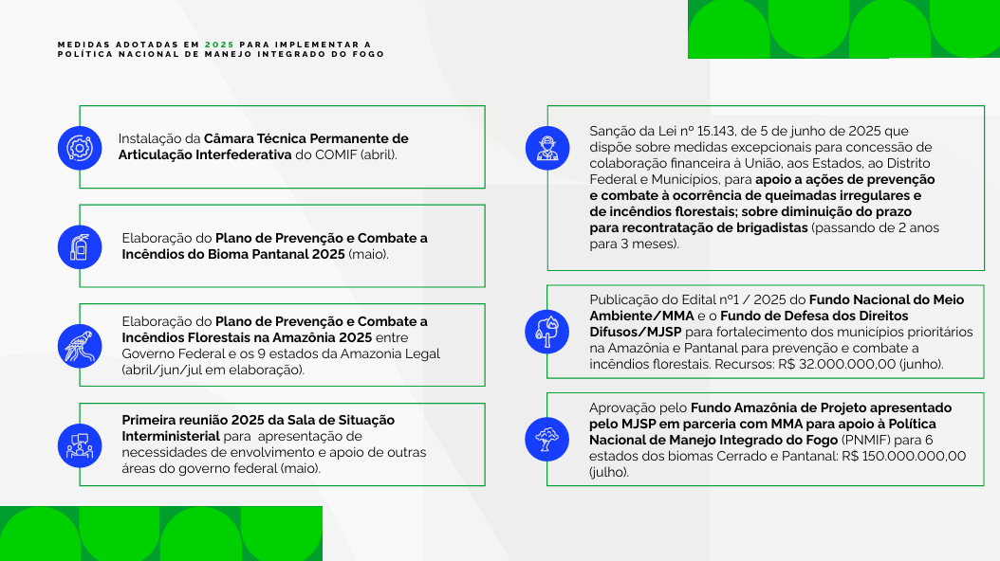 MEDIDAS ADOTADAS EM 2025 PARA IMPLEMENTAR A
POLÍTICA NACIONAL DE MANEJO INTEGRADO DO FOGO
Instalação da Câmara Técnica Permanente de
Articulação Interfederativa do COMIF (abril).
Elaboração do Plano de Prevenção e Combate a
Incêndios do Bioma Pantanal 2025 (maio).
Elaboração do Plano de Prevenção e Combate a
Incêndios Florestais na Amazônia 2025 entre
Governo Federal e os 9 estados da Amazonia Legal
(abril/jun/jul em elaboração).
Primeira reunião 2025 da Sala de Situação
Interministerial para apresentação de
necessidades de envolvimento e apoio de outras
áreas do governo federal (maio).
Sanção da Lei nº 15.143, de 5 de junho de 2025 que
dispõe sobre medidas excepcionais para concessão de
colaboração financeira à União, aos Estados, ao Distrito
Federal e Municípios, para apoio a ações de prevenção
e combate à ocorrência de queimadas irregulares e
de incêndios florestais; sobre diminuição do prazo
para recontratação de brigadistas (passando de 2 anos
para 3 meses).
Publicação do Edital nº1 / 2025 do Fundo Nacional do Meio
Ambiente/MMA e o Fundo de Defesa dos Direitos
Difusos/MJSP para fortalecimento dos municípios prioritários
na Amazônia e Pantanal para prevenção e combate a
incêndios florestais. Recursos: R$ 32.000.000,00 (junho).
Aprovação pelo Fundo Amazônia de Projeto apresentado
pelo MJSP em parceria com MMA para apoio à Política
Nacional de Manejo Integrado do Fogo (PNMIF) para 6
estados dos biomas Cerrado e Pantanal: R$ 150.000.000,00
(julho).